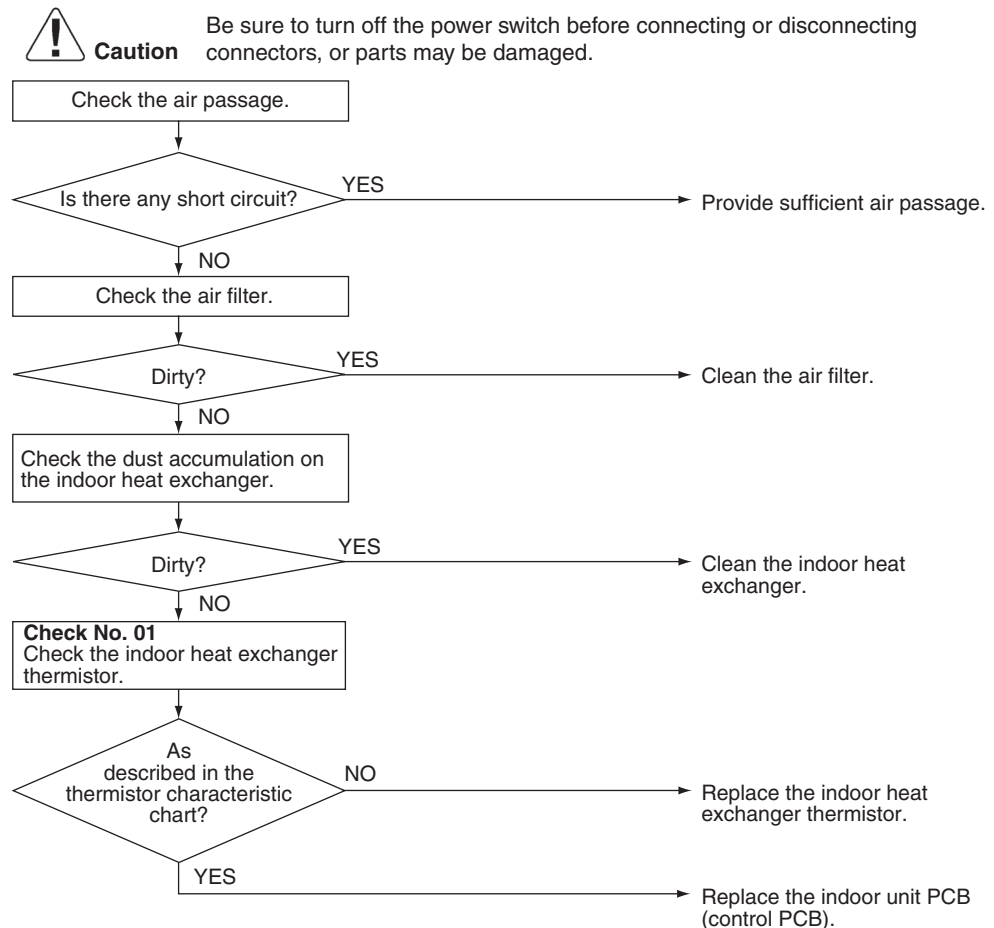 Be sure to turn off the power switch before connecting or disconnecting
Caution connectors, or parts may be damaged.
Check the air passage.
Is there any short circuit?
YES
Provide sufficient air passage.
NO
Check the air filter.
Dirty?
YES
Clean the air filter.
NO
Check the dust accumulation on
the indoor heat exchanger.
Dirty?
YES
Clean the indoor heat
exchanger.
NO
Check No. 01
Check the indoor heat exchanger
thermistor.
As
described in the
thermistor characteristic
chart?
NO
Replace the indoor heat
exchanger thermistor.
YES
Replace the indoor unit PCB
(control PCB).